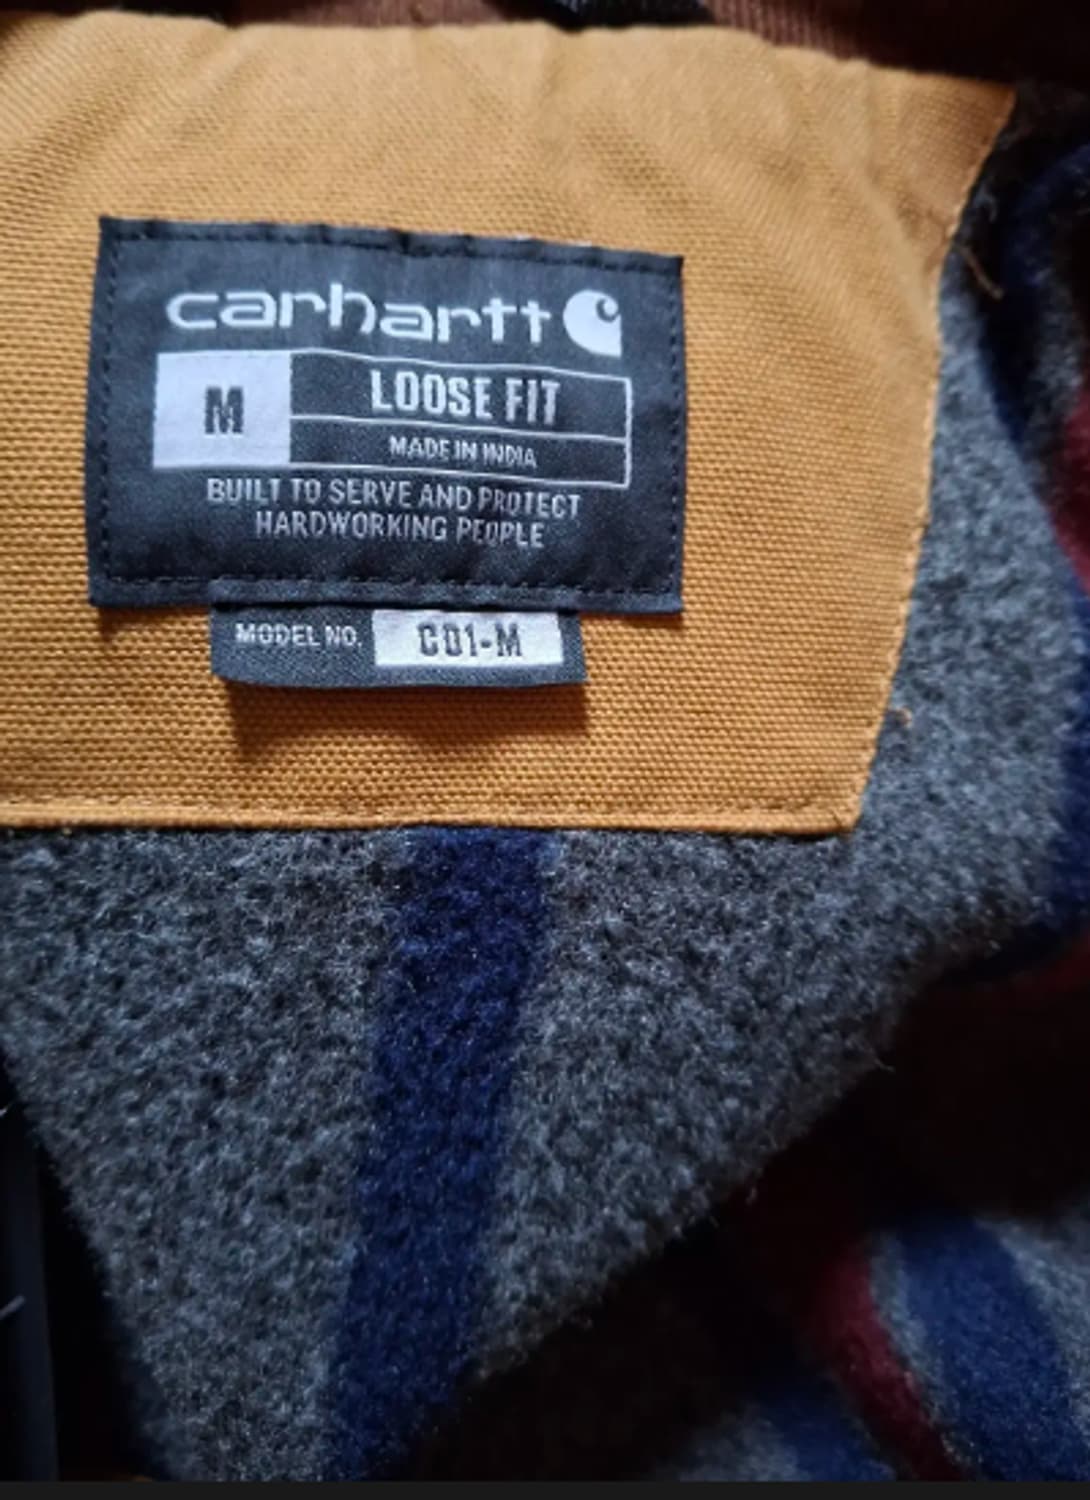 carhartt
M LOOSE FIT
MADE IN INDIA
BUILT TO SERVE AND PROTECT
HARDWORKING PEOPLE
MODEL NO. C01-M